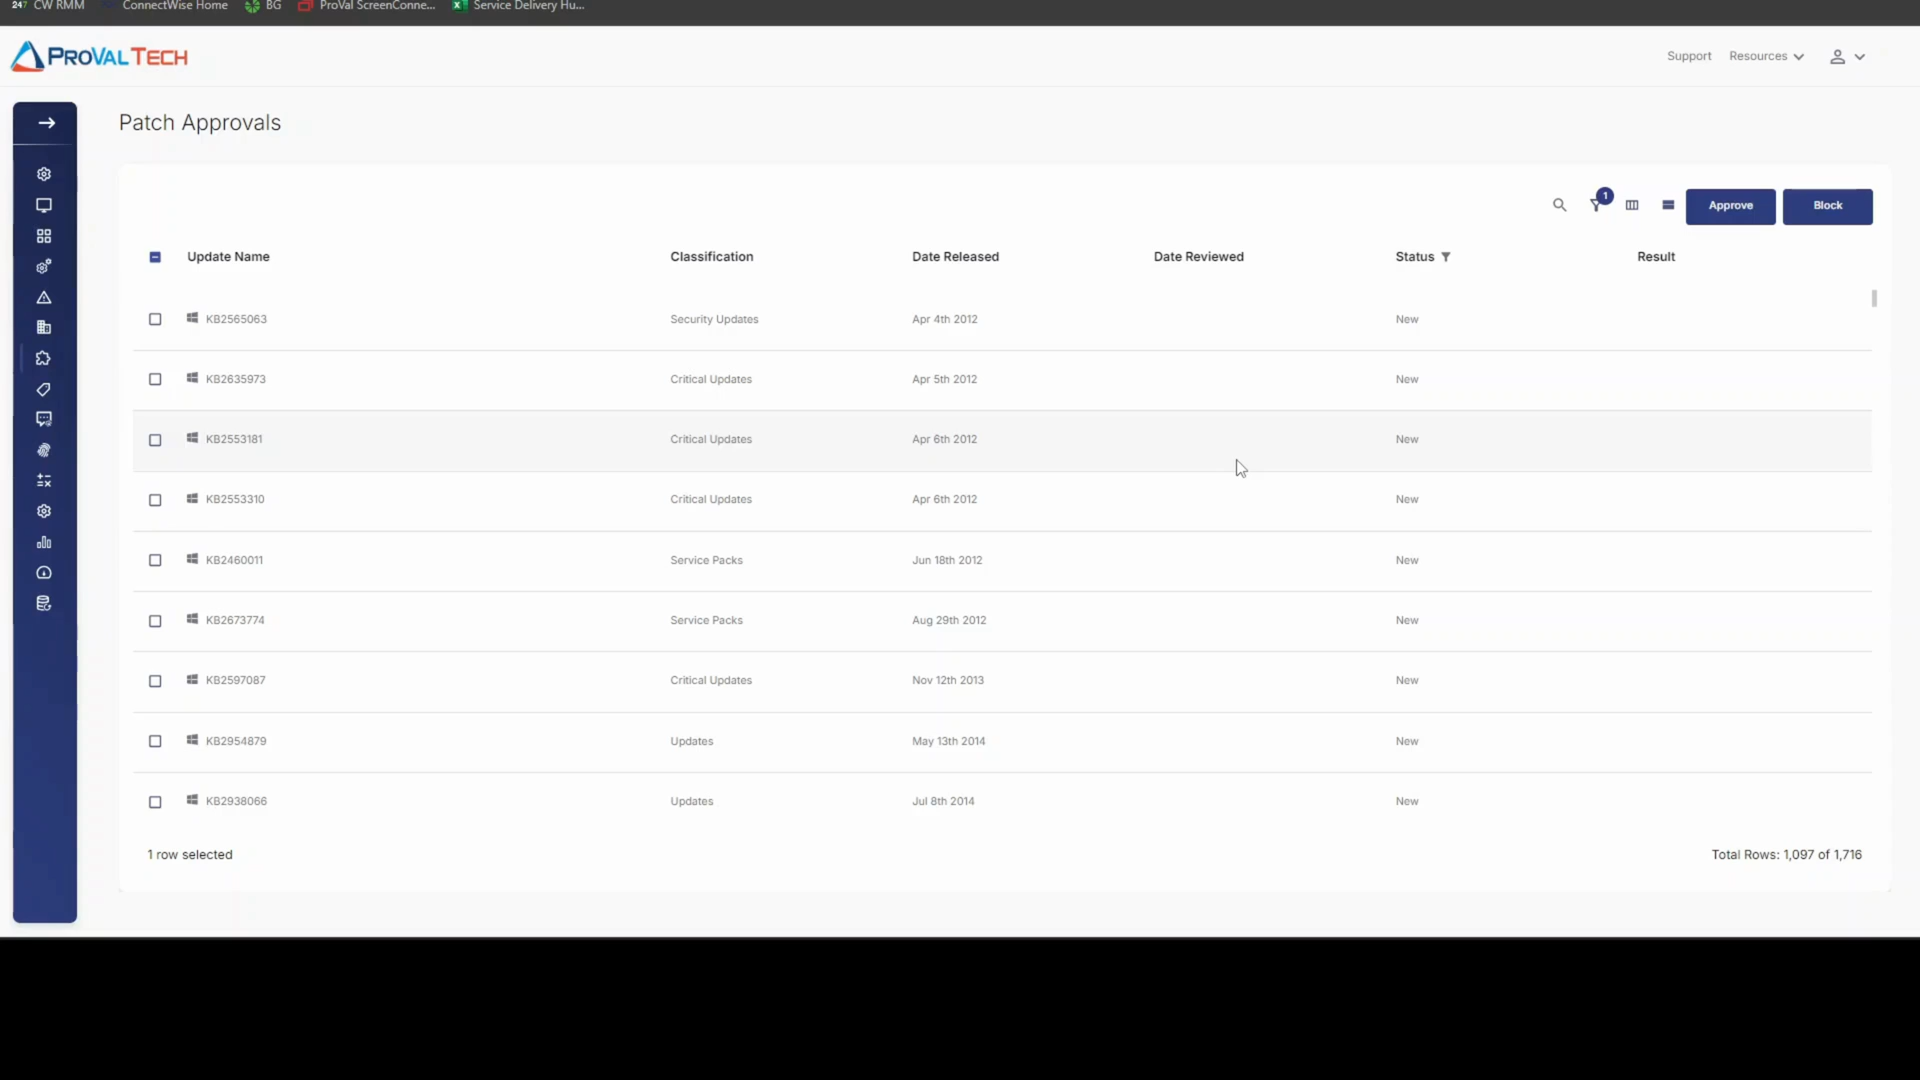 247 CW RMM ConnectWise Home BG ProVal ScreenConne... Service Delivery Hu...
PROVAL TECH
Support Resources
Patch Approvals
1
Approve Block
Update Name Classification Date Released Date Reviewed Status Result
KB2565063 Security Updates Apr 4th 2012 New
KB2635973 Critical Updates Apr 5th 2012 New
KB2553181 Critical Updates Apr 6th 2012 New
KB2553310 Critical Updates Apr 6th 2012 New
KB2460011 Service Packs Jun 18th 2012 New
KB2673774 Service Packs Aug 29th 2012 New
KB2597087 Critical Updates Nov 12th 2013 New
KB2954879 Updates May 13th 2014 New
KB2938066 Updates Jul 8th 2014 New
1 row selected Total Rows: 1,097 of 1,716